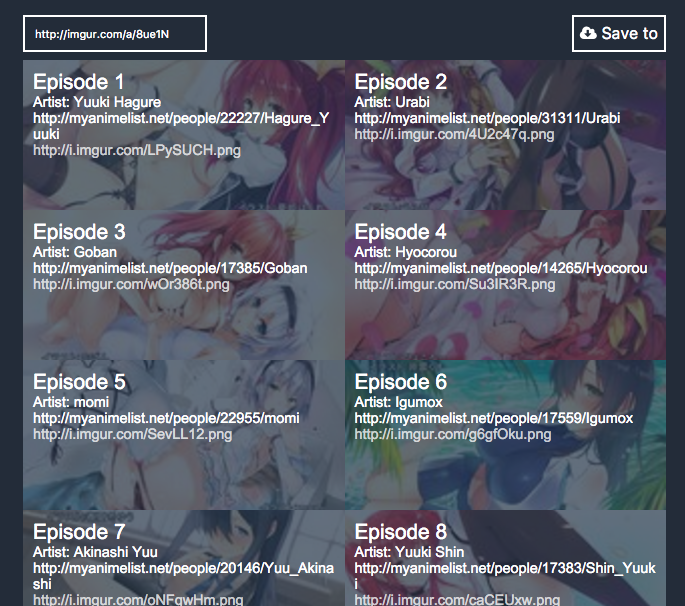 http://imgur.com/a/8ue1N
Save to
Episode 1
Artist: Yuuki Hagure
http://myanimelist.net/people/22227/Hagure_Y
uuki
http://i.imgur.com/LPySUCH.png
Episode 2
Artist: Urabi
http://myanimelist.net/people/31311/Urabi
http://i.imgur.com/4U2c47q.png
Episode 3
Artist: Goban
http://myanimelist.net/people/17385/Goban
http://i.imgur.com/wOr386t.png
Episode 4
Artist: Hyocorou
http://myanimelist.net/people/14265/Hyocorou
http://i.imgur.com/Su3IR3R.png
Episode 5
Artist: momi
http://myanimelist.net/people/22955/momi
http://i.imgur.com/SevLL12.png
Episode 6
Artist: Igumox
http://myanimelist.net/people/17559/Igumox
http://i.imgur.com/g6gfOku.png
Episode 7
Artist: Akinashi Yuu
http://myanimelist.net/people/20146/Yuu_Akina
shi
http://i.imgur.com/oNFqwHm.png
Episode 8
Artist: Yuuki Shin
http://myanimelist.net/people/17383/Shin_Yuuk
i
http://i.imgur.com/caCEUxw.png